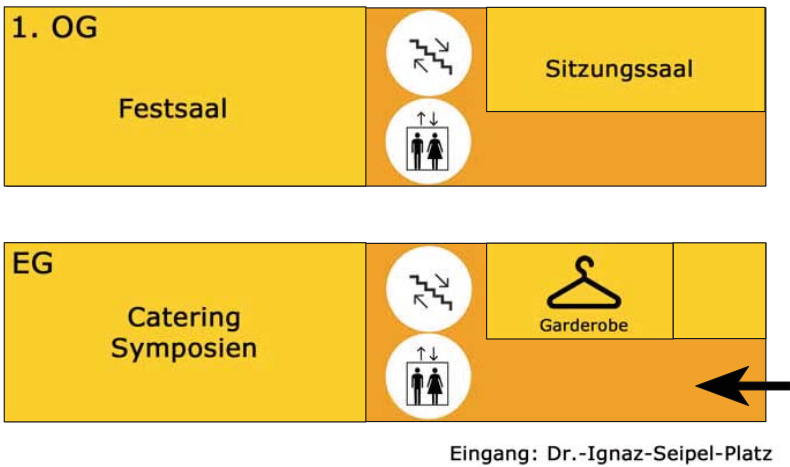 1. OG
Festsaal
Sitzungssaal
EG
Catering
Symposien
Garderobe
Eingang: Dr.-Ignaz-Seipel-Platz